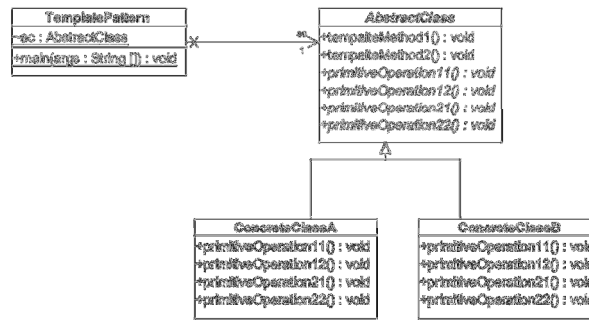 TemplatePattern
~ac : AbstractClass
+main(args : String []) : void
ac
1
AbstractClass
+templateMethod1() : void
+templateMethod2() : void
+primitiveOperation11() : void
+primitiveOperation12() : void
+primitiveOperation21() : void
+primitiveOperation22() : void
ConcreteClassA
+primitiveOperation11() : void
+primitiveOperation12() : void
+primitiveOperation21() : void
+primitiveOperation22() : void
ConcreteClassB
+primitiveOperation11() : void
+primitiveOperation12() : void
+primitiveOperation21() : void
+primitiveOperation22() : void